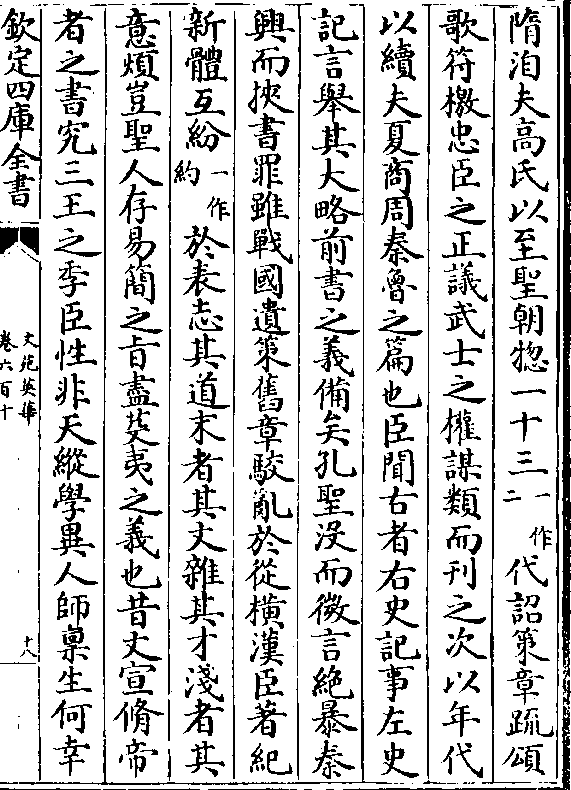 隋洎夫髙氏以至聖朝惣一十三一作二代詔策章䟽頌
歌符檄忠臣之正議武士之權謀類而刋之次以年代
以續夫夏商周秦魯之篇也臣聞古者右史記事左史
記言舉其大略前書之義備矣孔聖沒而微言絶暴秦
興而挾書罪雖戰國遺策舊章駮亂於從横漢臣著紀
新體互紛一作約於表志其道末者其文雜其才淺者其
意煩豈聖人存易簡之旨盡芟夷之義也昔文宣脩帝
者之書究三王之季臣性非天縱學異人師禀生何幸
欽定四庫全書
文苑英華
卷六百十
十八